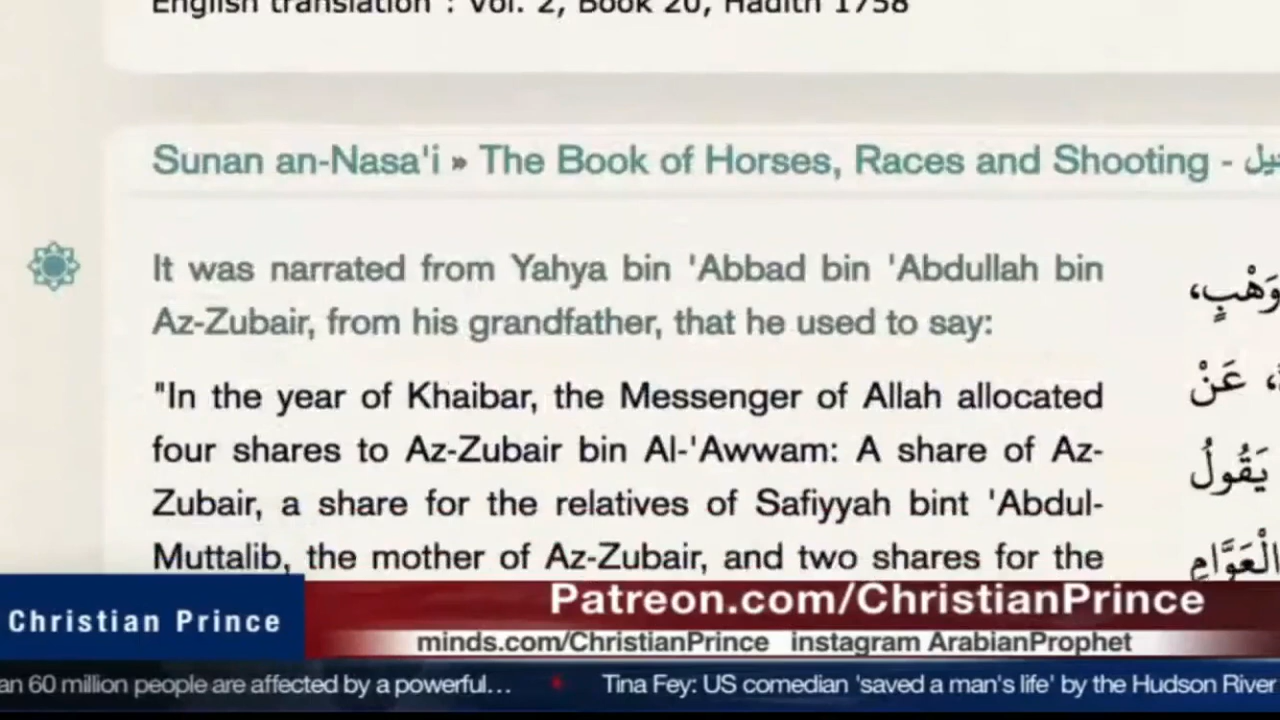 English translation : Vol. 2, Book 20, Hadith 1758
Sunan an-Nasa'i » The Book of Horses, Races and Shooting -
It was narrated from Yahya bin 'Abbad bin 'Abdullah bin
Az-Zubair, from his grandfather, that he used to say:
"In the year of Khaibar, the Messenger of Allah allocated
four shares to Az-Zubair bin Al-'Awwam: A share of Az-
Zubair, a share for the relatives of Safiyyah bint 'Abdul-
Muttalib, the mother of Az-Zubair, and two shares for the
وَهْبٍ،
عَنْ
يَقُولُ
الْعَوَّامِ
Christian Prince
Patreon.com/ChristianPrince
minds.com/ChristianPrince instagram ArabianProphet
an 60 million people are affected by a powerful... Tina Fey: US comedian 'saved a man's life' by the Hudson River